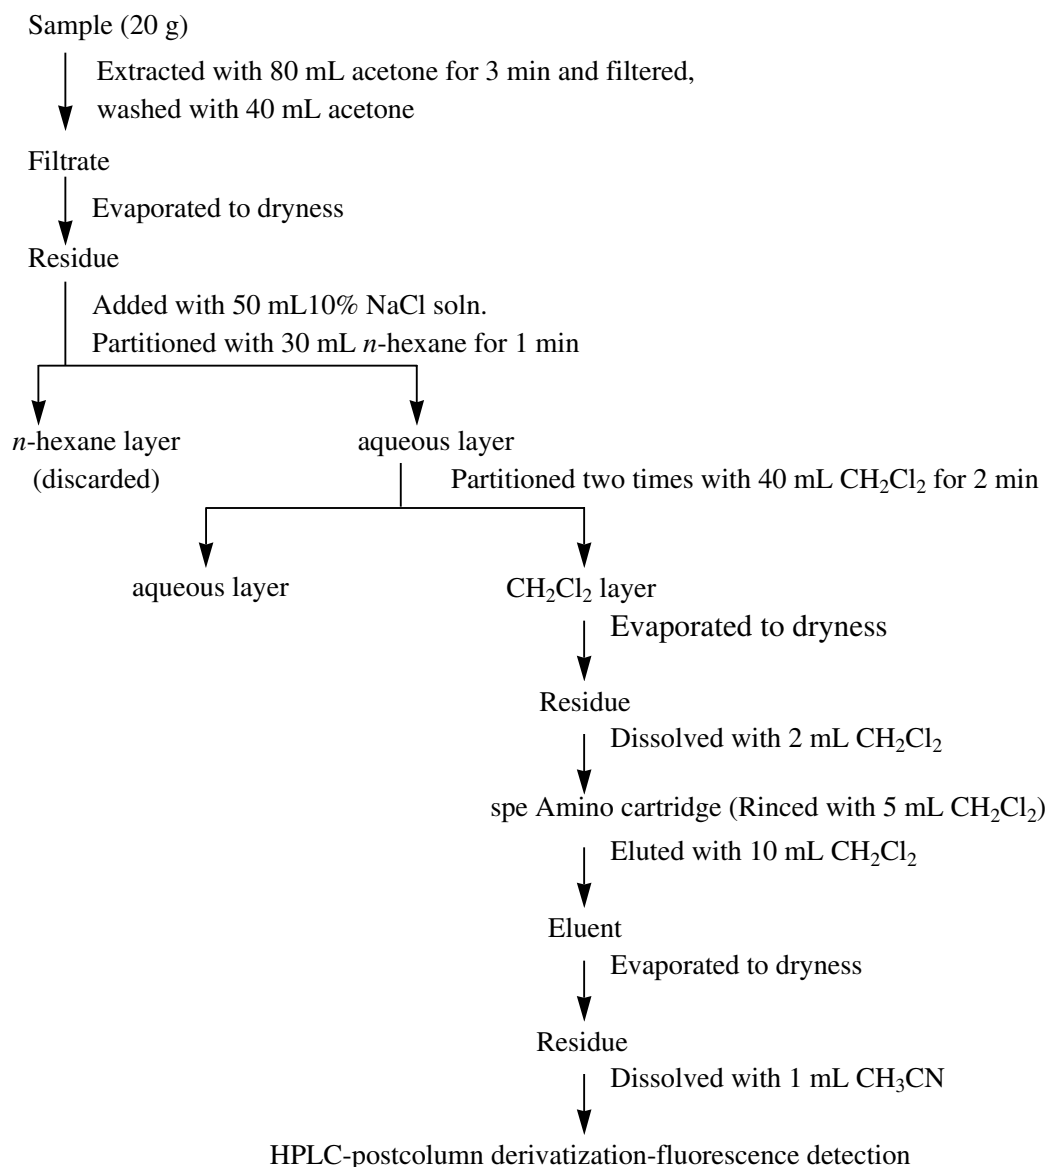 Sample (20 g)
Extracted with 80 mL acetone for 3 min and filtered,
washed with 40 mL acetone
Filtrate
Evaporated to dryness
Residue
Added with 50 mL10% NaCl soln.
Partitioned with 30 mL n-hexane for 1 min
n-hexane layer
(discarded)
aqueous layer
Partitioned two times with 40 mL CH₂Cl₂ for 2 min
aqueous layer
CH₂Cl₂ layer
Evaporated to dryness
Residue
Dissolved with 2 mL CH₂Cl₂
spe Amino cartridge (Rinced with 5 mL CH₂Cl₂)
Eluted with 10 mL CH₂Cl₂
Eluent
Evaporated to dryness
Residue
Dissolved with 1 mL CH₃CN
HPLC-postcolumn derivatization-fluorescence detection